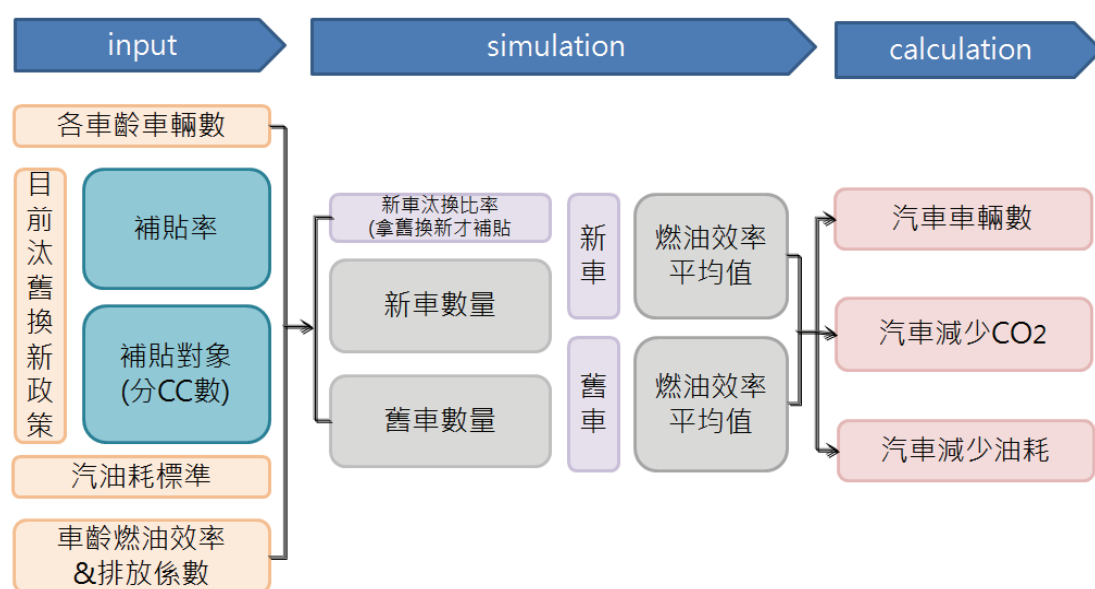 input
simulation
calculation
各車齡車輛數
目前汰舊換新政策
補貼率
補貼對象
(分CC數)
汽油耗標準
車齡燃油效率
&排放係數
新車汰換比率
(拿舊換新才補貼
新車數量
舊車數量
新車
燃油效率
平均值
舊車
燃油效率
平均值
汽車車輛數
汽車減少CO2
汽車減少油耗